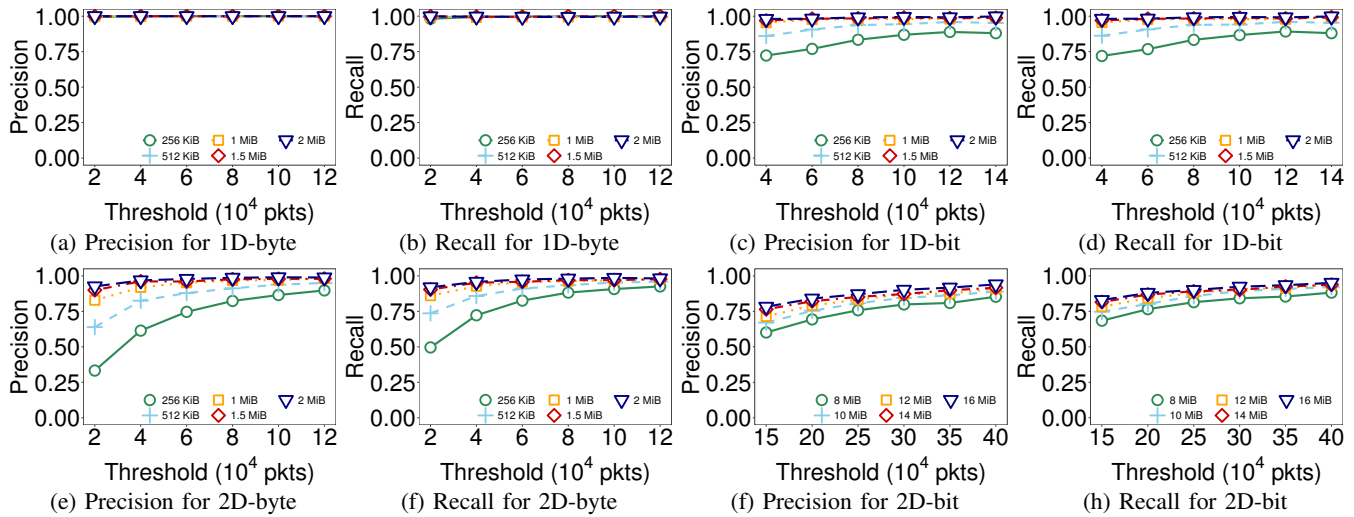 Precision
1.00
0.75
0.50
0.25
0.00
256 KiB 1 MiB 2 MiB
512 KiB 1.5 MiB
2 4 6 8 10 12
Threshold (10^4 pkts)
(a) Precision for 1D-byte
Recall
1.00
0.75
0.50
0.25
0.00
256 KiB 1 MiB 2 MiB
512 KiB 1.5 MiB
2 4 6 8 10 12
Threshold (10^4 pkts)
(b) Recall for 1D-byte
Precision
1.00
0.75
0.50
0.25
0.00
256 KiB 1 MiB 2 MiB
512 KiB 1.5 MiB
4 6 8 10 12 14
Threshold (10^4 pkts)
(c) Precision for 1D-bit
Recall
1.00
0.75
0.50
0.25
0.00
256 KiB 1 MiB 2 MiB
512 KiB 1.5 MiB
4 6 8 10 12 14
Threshold (10^4 pkts)
(d) Recall for 1D-bit
Precision
1.00
0.75
0.50
0.25
0.00
256 KiB 1 MiB 2 MiB
512 KiB 1.5 MiB
2 4 6 8 10 12
Threshold (10^4 pkts)
(e) Precision for 2D-byte
Recall
1.00
0.75
0.50
0.25
0.00
256 KiB 1 MiB 2 MiB
512 KiB 1.5 MiB
2 4 6 8 10 12
Threshold (10^4 pkts)
(f) Recall for 2D-byte
Precision
1.00
0.75
0.50
0.25
0.00
8 MiB 12 MiB 16 MiB
10 MiB 14 MiB
15 20 25 30 35 40
Threshold (10^4 pkts)
(f) Precision for 2D-bit
Recall
1.00
0.75
0.50
0.25
0.00
8 MiB 12 MiB 16 MiB
10 MiB 14 MiB
15 20 25 30 35 40
Threshold (10^4 pkts)
(h) Recall for 2D-bit